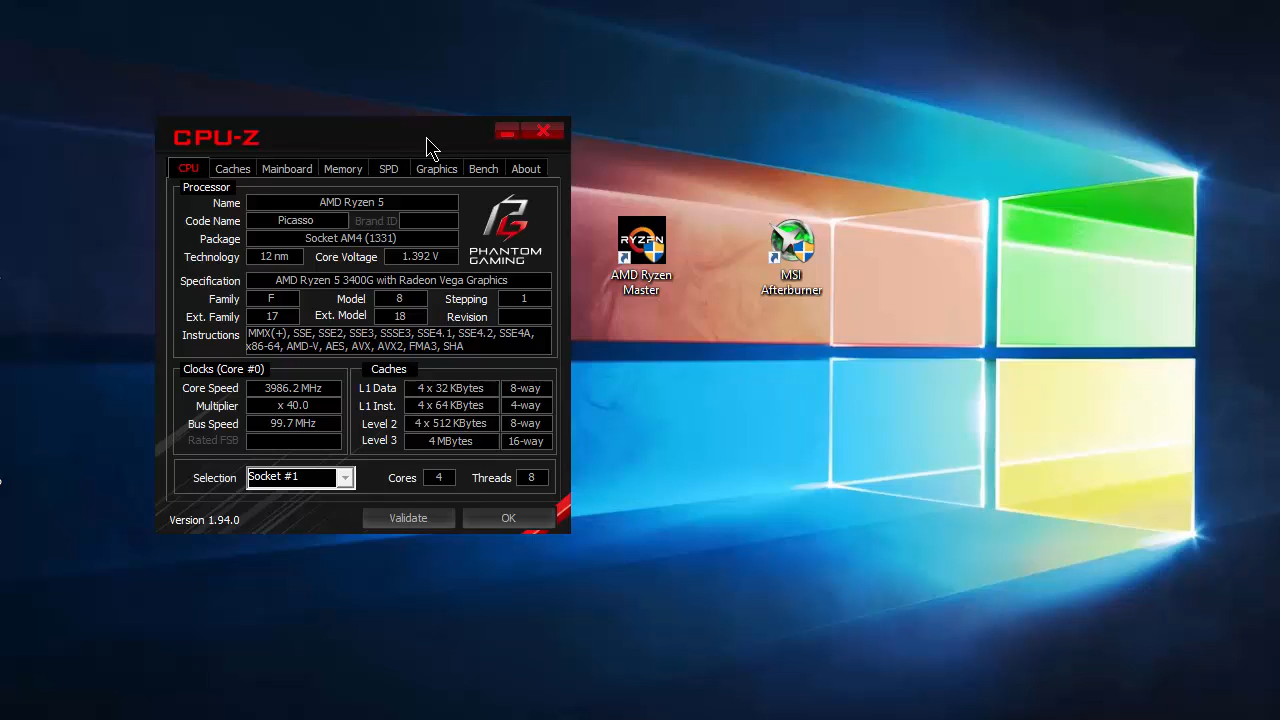 CPU-Z
CPU Caches Mainboard Memory SPD Graphics Bench About
Processor
Name AMD Ryzen 5
Code Name Picasso Brand ID
Package Socket AM4 (1331)
Technology 12 nm Core Voltage 1.392 V
PHANTOM
GAMING
Specification AMD Ryzen 5 3400G with Radeon Vega Graphics
Family F Model 8 Stepping 1
Ext. Family 17 Ext. Model 18 Revision
Instructions MMX(+), SSE, SSE2, SSE3, SSSE3, SSE4.1, SSE4.2, SSE4A,
x86-64, AMD-V, AES, AVX, AVX2, FMA3, SHA
Clocks (Core #0)
Core Speed 3986.2 MHz
Multiplier x 40.0
Bus Speed 99.7 MHz
Rated FSB
Caches
L1 Data 4 x 32 KBytes 8-way
L1 Inst. 4 x 64 KBytes 4-way
Level 2 4 x 512 KBytes 8-way
Level 3 4 MBytes 16-way
Selection Socket #1 Cores 4 Threads 8
Version 1.94.0 Validate OK
RYZEN
AMD Ryzen
Master
MSI
Afterburner